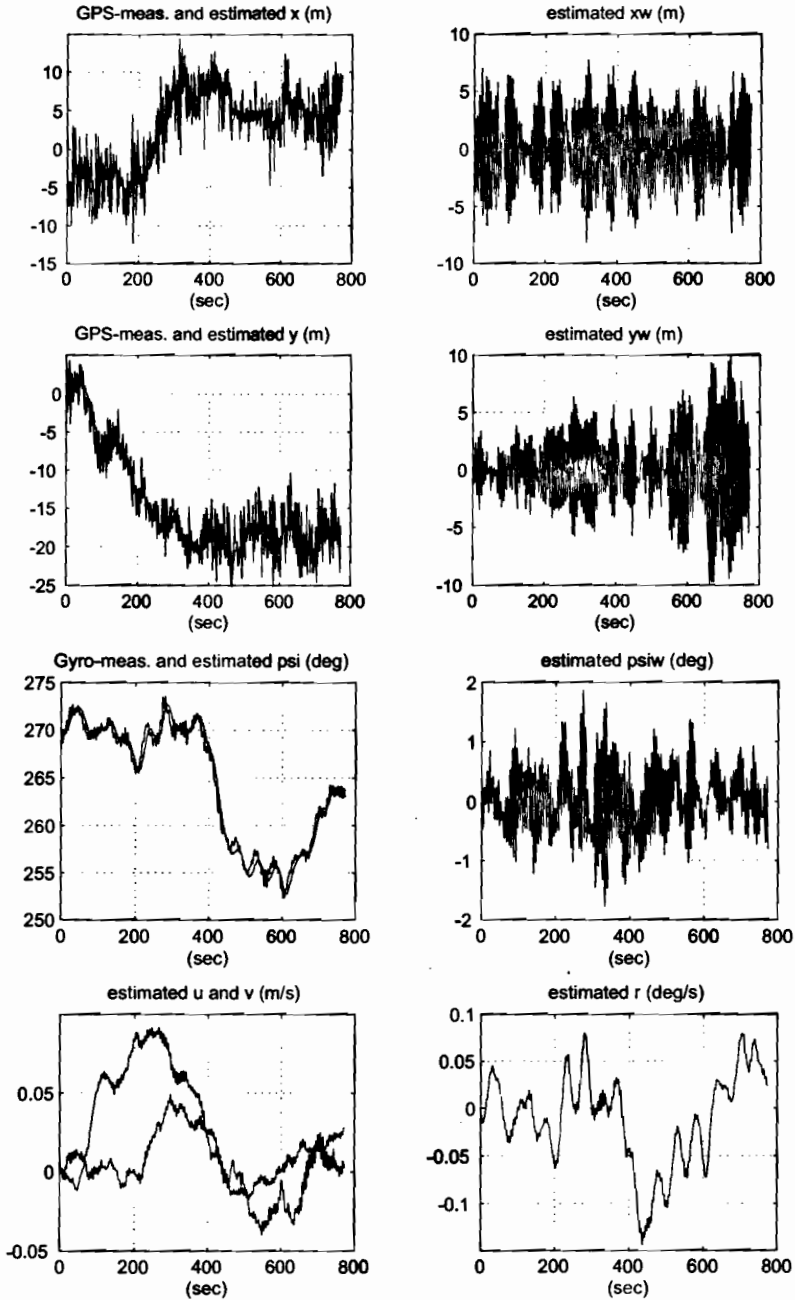 GPS-meas. and estimated x (m)
10
5
0
-5
-10
-15
0 200 400 600 800
(sec)
estimated xw (m)
10
5
0
-5
-10
0 200 400 600 800
(sec)
GPS-meas. and estimated y (m)
0
-5
-10
-15
-20
-25
0 200 400 600 800
(sec)
estimated yw (m)
10
5
0
-5
-10
0 200 400 600 800
(sec)
Gyro-meas. and estimated psi (deg)
275
270
265
260
255
250
0 200 400 600 800
(sec)
estimated psiw (deg)
2
1
0
-1
-2
0 200 400 600 800
(sec)
estimated u and v (m/s)
0.05
0
-0.05
0 200 400 600 800
(sec)
estimated r (deg/s)
0.1
0.05
0
-0.05
-0.1
0 200 400 600 800
(sec)